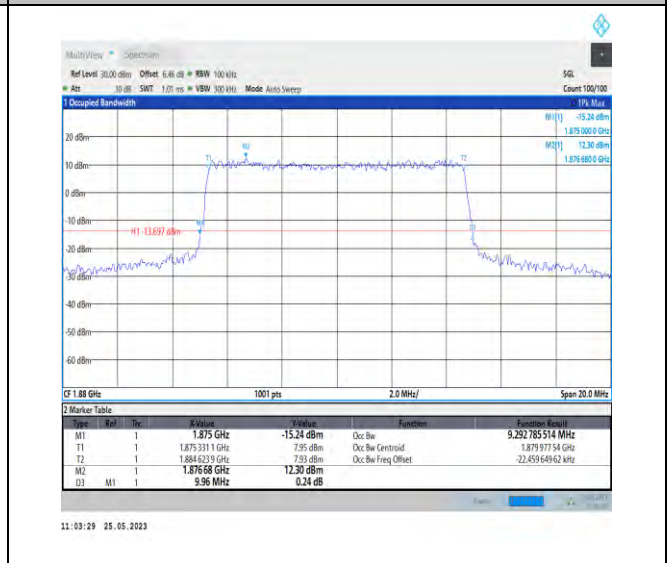 MultiView Spectrum
Ref Level 30.00 dBm Offset 6.46 dB RBW 100 kHz SGL
Att 30 dB SWT 1.01 ms VBW 300 kHz Mode Auto Sweep Count 100/100
1 Occupied Bandwidth 1Pk Max
M1[1] -15.24 dBm
1.875 000 0 GHz
M2[1] 12.30 dBm
1.876 680 0 GHz
20 dBm
M2
T1 T2
10 dBm
0 dBm
-10 dBm
M1
H1 -13.697 dBm
D3
-20 dBm
-30 dBm
-40 dBm
-50 dBm
-60 dBm
CF 1.88 GHz 1001 pts 2.0 MHz/ Span 20.0 MHz
2 Marker Table
Type Ref Trc X-Value Y-Value Function Function Result
M1 1 1.875 GHz -15.24 dBm Occ Bw 9.292 785 514 MHz
T1 1 1.875 331 1 GHz 7.95 dBm Occ Bw Centroid 1.879 977 54 GHz
T2 1 1.884 623 9 GHz 7.93 dBm Occ Bw Freq Offset -22.459 649 62 kHz
M2 1 1.876 68 GHz 12.30 dBm
D3 M1 1 9.96 MHz 0.24 dB
11:03:29 25.05.2023